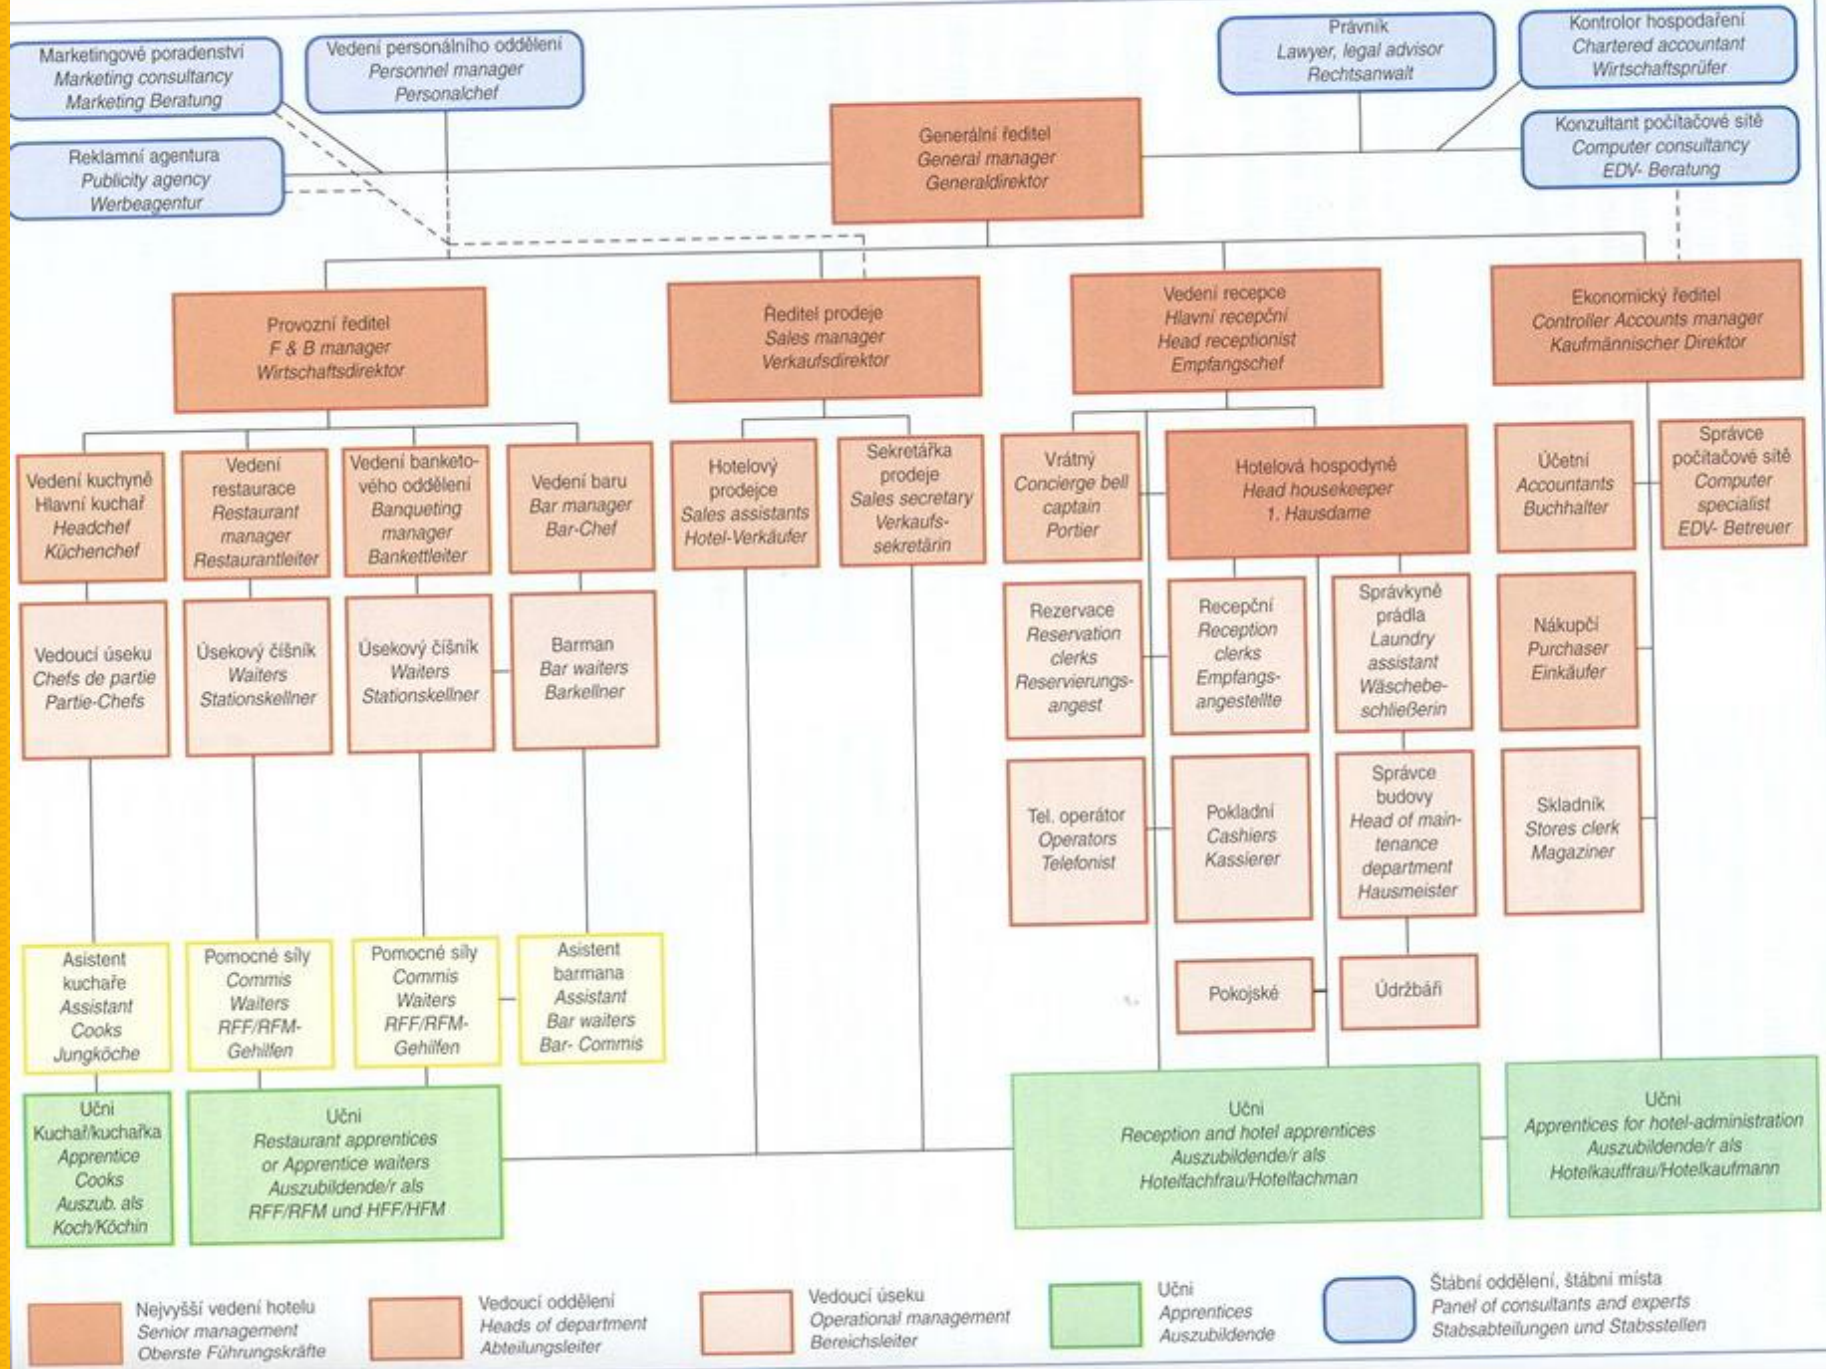 Marketingové poradenství
Marketing consultancy
Marketing Beratung
Vedení personálního oddělení
Personnel manager
Personalchef
Právník
Lawyer, legal advisor
Rechtsanwalt
Kontrolor hospodaření
Chartered accountant
Wirtschaftsprüfer
Reklamní agentura
Publicity agency
Werbeagentur
Generální ředitel
General manager
Generaldirektor
Konzultant počítačové sítě
Computer consultancy
EDV- Beratung
Provozní ředitel
F & B manager
Wirtschaftsdirektor
Ředitel prodeje
Sales manager
Verkaufsdirektor
Vedení recepce
Hlavní recepční
Head receptionist
Empfangschef
Ekonomický ředitel
Controller Accounts manager
Kaufmännischer Direktor
Vedení kuchyně
Hlavní kuchař
Headchef
Küchenchef
Vedení
restaurace
Restaurant
manager
Restaurantleiter
Vedení banketo-
vého oddělení
Banqueting
manager
Bankettleiter
Vedení baru
Bar manager
Bar-Chef
Hotelový
prodejce
Sales assistants
Hotel-Verkäufer
Sekretářka
prodeje
Sales secretary
Verkaufs-
sekretärin
Vrátný
Concierge bell
captain
Portier
Hotelová hospodyně
Head housekeeper
1. Hausdame
Účetní
Accountants
Buchhalter
Správce
počítačové sítě
Computer
specialist
EDV- Betreuer
Vedoucí úseku
Chefs de partie
Partie-Chefs
Úsekový číšník
Waiters
Stationskellner
Úsekový číšník
Waiters
Stationskellner
Barman
Bar waiters
Barkellner
Rezervace
Reservation
clerks
Reservierungs-
angest
Recepční
Reception
clerks
Empfangs-
angestellte
Správkyně
prádla
Laundry
assistant
Wäschebe-
schließerin
Nákupčí
Purchaser
Einkäufer
Tel. operátor
Operators
Telefonist
Pokladní
Cashiers
Kassierer
Správce
budovy
Head of main-
tenance
department
Hausmeister
Skladník
Stores clerk
Magaziner
Asistent
kuchaře
Assistant
Cooks
Jungköche
Pomocné síly
Commis
Waiters
RFF/RFM-
Gehilfen
Pomocné síly
Commis
Waiters
RFF/RFM-
Gehilfen
Asistent
barmana
Assistant
Bar waiters
Bar- Commis
Pokojské
Údržbáři
Učni
Kuchař/kuchařka
Apprentice
Cooks
Auszub. als
Koch/Köchin
Učni
Restaurant apprentices
or Apprentice waiters
Auszubildende/r als
RFF/RFM und HFF/HFM
Učni
Reception and hotel apprentices
Auszubildende/r als
Hotelfachfrau/Hotelfachman
Učni
Apprentices for hotel-administration
Auszubildende/r als
Hotelkauffrau/Hotelkaufmann
Nejvyšší vedení hotelu
Senior management
Oberste Führungskräfte
Vedoucí oddělení
Heads of department
Abteilungsleiter
Vedoucí úseku
Operational management
Bereichsleiter
Učni
Apprentices
Auszubildende
Štábní oddělení, štábní místa
Panel of consultants and experts
Stabsabteilungen und Stabsstellen